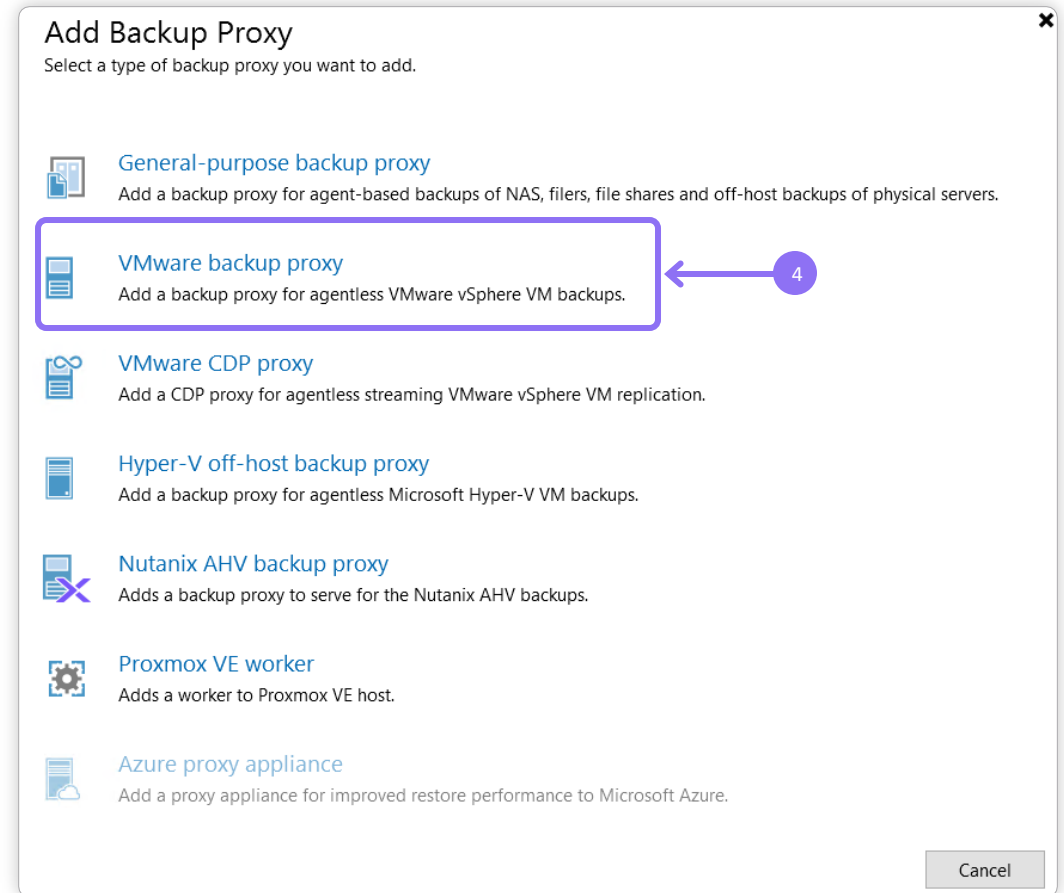 Add Backup Proxy
Select a type of backup proxy you want to add.
General-purpose backup proxy
Add a backup proxy for agent-based backups of NAS, filers, file shares and off-host backups of physical servers.
VMware backup proxy
Add a backup proxy for agentless VMware vSphere VM backups.
4
VMware CDP proxy
Add a CDP proxy for agentless streaming VMware vSphere VM replication.
Hyper-V off-host backup proxy
Add a backup proxy for agentless Microsoft Hyper-V VM backups.
Nutanix AHV backup proxy
Adds a backup proxy to serve for the Nutanix AHV backups.
Proxmox VE worker
Adds a worker to Proxmox VE host.
Azure proxy appliance
Add a proxy appliance for improved restore performance to Microsoft Azure.
Cancel